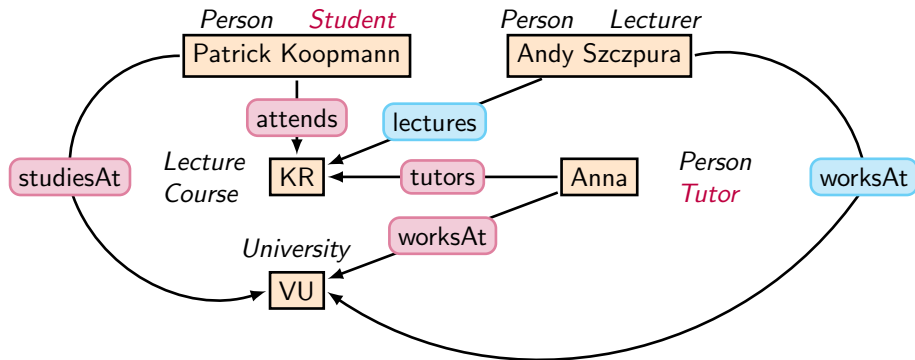 Person Student Person Lecturer
Patrick Koopmann Andy Szczpura
attends
lectures
Lecture
Course
KR
tutors
Anna
Person
Tutor
studiesAt
worksAt
worksAt
University
VU